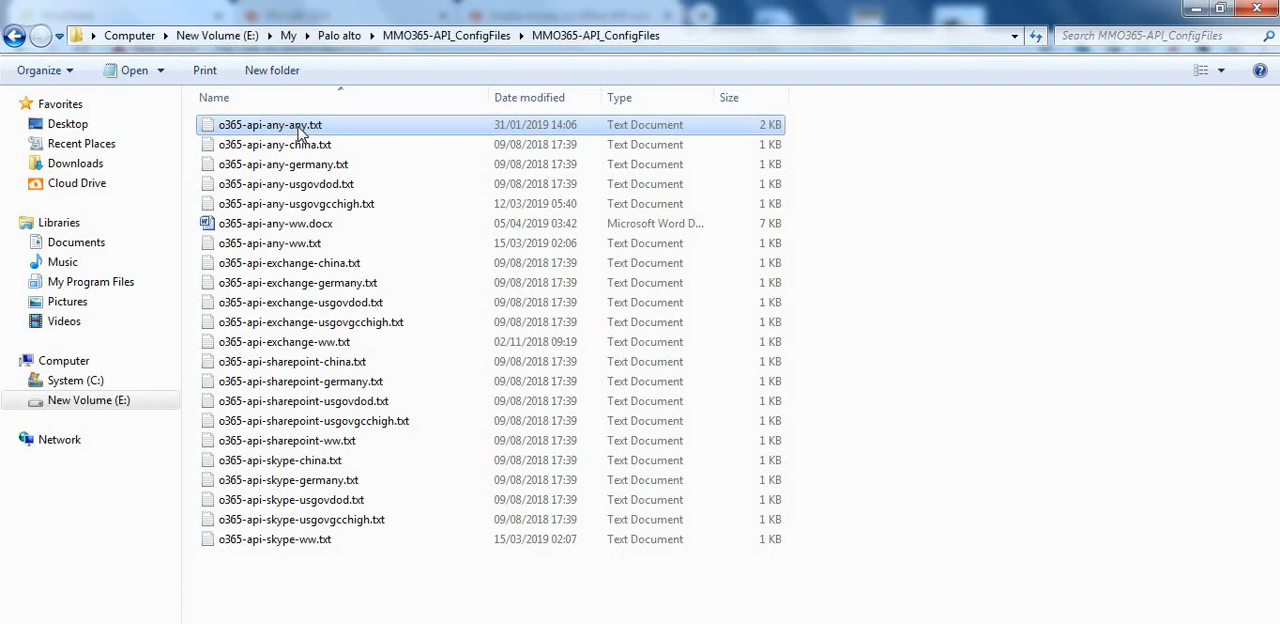 Computer ▸ New Volume (E:) ▸ My ▸ Palo alto ▸ MMO365-API_ConfigFiles ▸ MMO365-API_ConfigFiles Search MMO365-API_ConfigFiles
Organize Open Print New folder
Name Date modified Type Size
Favorites
Desktop
Recent Places
Downloads
Cloud Drive
Libraries
Documents
Music
My Program Files
Pictures
Videos
Computer
System (C:)
New Volume (E:)
Network
o365-api-any-any.txt 31/01/2019 14:06 Text Document 2 KB
o365-api-any-china.txt 09/08/2018 17:39 Text Document 1 KB
o365-api-any-germany.txt 09/08/2018 17:39 Text Document 1 KB
o365-api-any-usgovdod.txt 09/08/2018 17:39 Text Document 1 KB
o365-api-any-usgovgcchigh.txt 12/03/2019 05:40 Text Document 1 KB
o365-api-any-ww.docx 05/04/2019 03:42 Microsoft Word D... 7 KB
o365-api-any-ww.txt 15/03/2019 02:06 Text Document 1 KB
o365-api-exchange-china.txt 09/08/2018 17:39 Text Document 1 KB
o365-api-exchange-germany.txt 09/08/2018 17:39 Text Document 1 KB
o365-api-exchange-usgovdod.txt 09/08/2018 17:39 Text Document 1 KB
o365-api-exchange-usgovgcchigh.txt 09/08/2018 17:39 Text Document 1 KB
o365-api-exchange-ww.txt 02/11/2018 09:19 Text Document 1 KB
o365-api-sharepoint-china.txt 09/08/2018 17:39 Text Document 1 KB
o365-api-sharepoint-germany.txt 09/08/2018 17:39 Text Document 1 KB
o365-api-sharepoint-usgovdod.txt 09/08/2018 17:39 Text Document 1 KB
o365-api-sharepoint-usgovgcchigh.txt 09/08/2018 17:39 Text Document 1 KB
o365-api-sharepoint-ww.txt 09/08/2018 17:39 Text Document 1 KB
o365-api-skype-china.txt 09/08/2018 17:39 Text Document 1 KB
o365-api-skype-germany.txt 09/08/2018 17:39 Text Document 1 KB
o365-api-skype-usgovdod.txt 09/08/2018 17:39 Text Document 1 KB
o365-api-skype-usgovgcchigh.txt 09/08/2018 17:39 Text Document 1 KB
o365-api-skype-ww.txt 15/03/2019 02:07 Text Document 1 KB